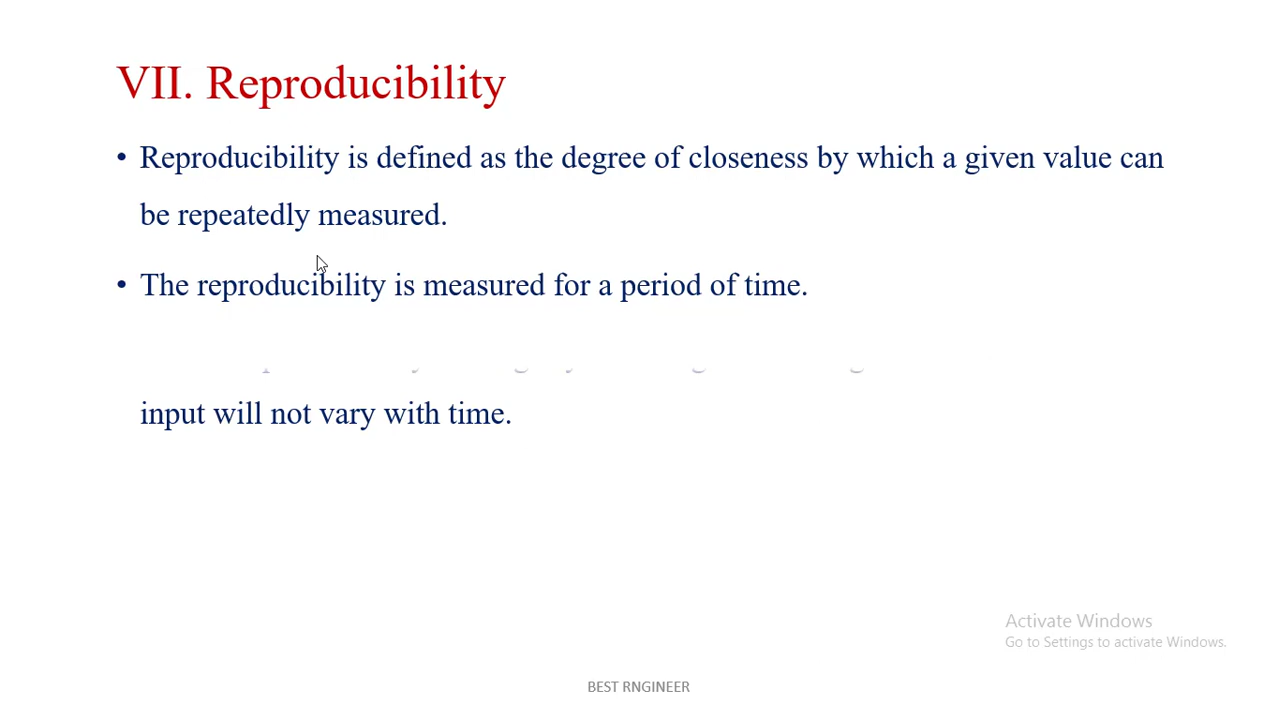 VII. Reproducibility
• Reproducibility is defined as the degree of closeness by which a given value can
be repeatedly measured.
• The reproducibility is measured for a period of time.
input will not vary with time.
Activate Windows
Go to Settings to activate Windows.
BEST RNGINEER